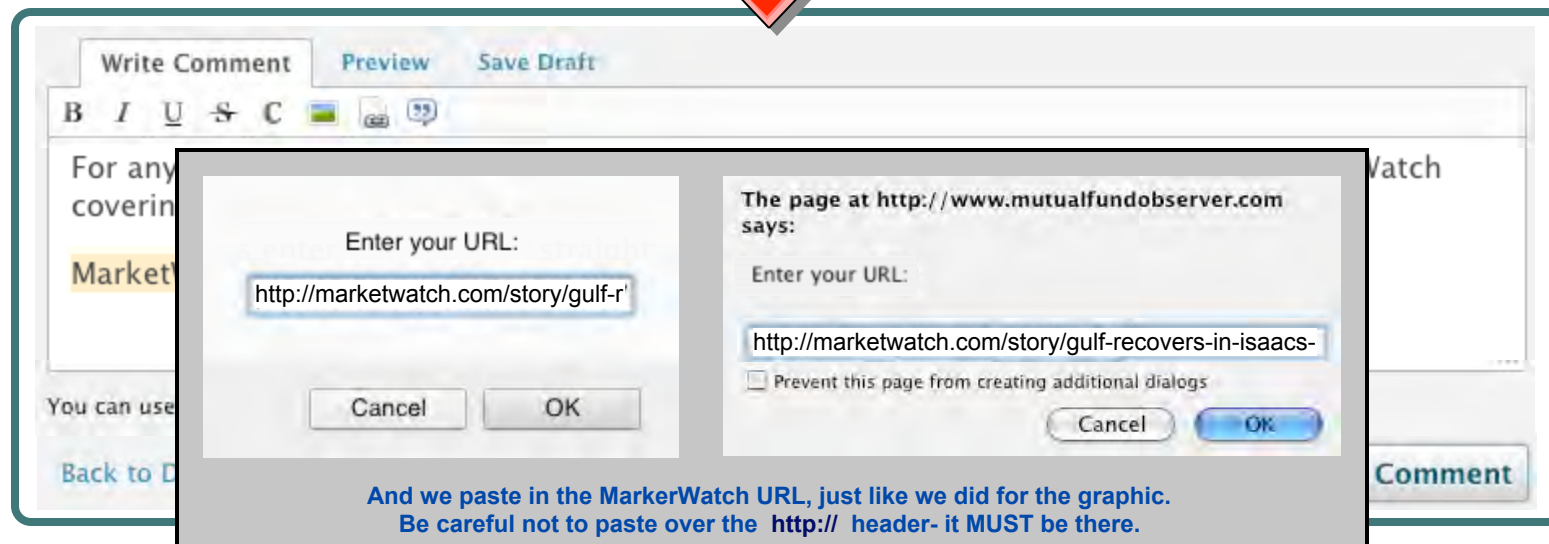 Write Comment Preview Save Draft
B I U S C
For any
Watch
coverin
Market
Enter your URL:
http://marketwatch.com/story/gulf-r
Cancel OK
The page at http://www.mutualfundobserver.com
says:
Enter your URL:
http://marketwatch.com/story/gulf-recovers-in-isaacs-
Prevent this page from creating additional dialogs
Cancel OK
You can use
Back to D
Comment
And we paste in the MarkerWatch URL, just like we did for the graphic.
Be careful not to paste over the http:// header- it MUST be there.